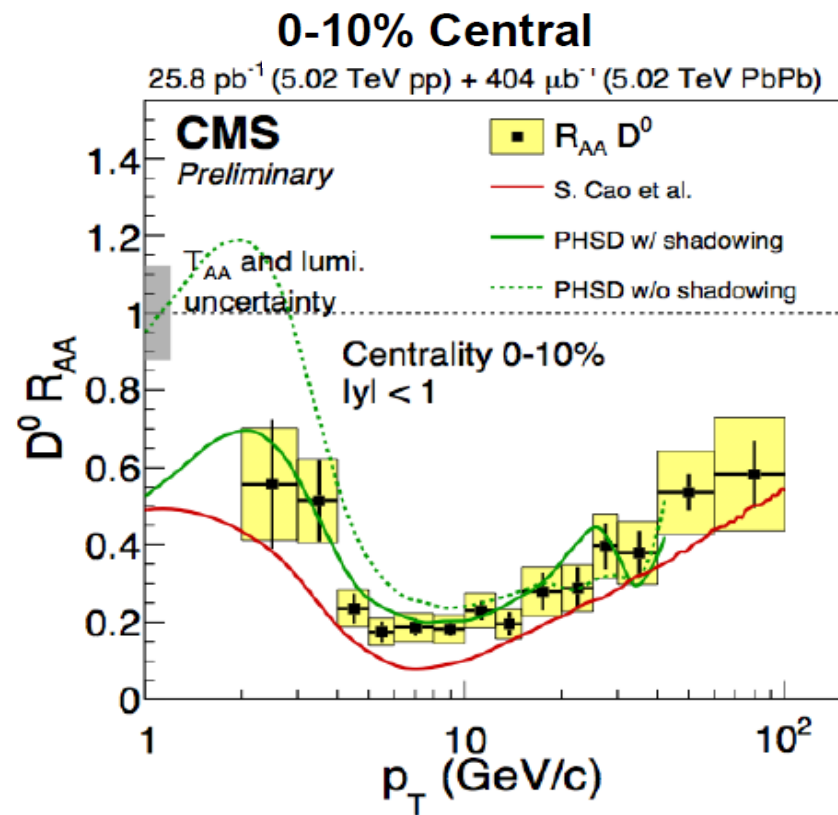 0-10% Central
25.8 pb⁻¹ (5.02 TeV pp) + 404 μb⁻¹ (5.02 TeV PbPb)
CMS
Preliminary
R_AA D⁰
S. Cao et al.
PHSD w/ shadowing
PHSD w/o shadowing
T_AA and lumi.
uncertainty
Centrality 0-10%
|y| < 1
D⁰ R_AA
1.4
1.2
1
0.8
0.6
0.4
0.2
0
1
10
10²
p_T (GeV/c)